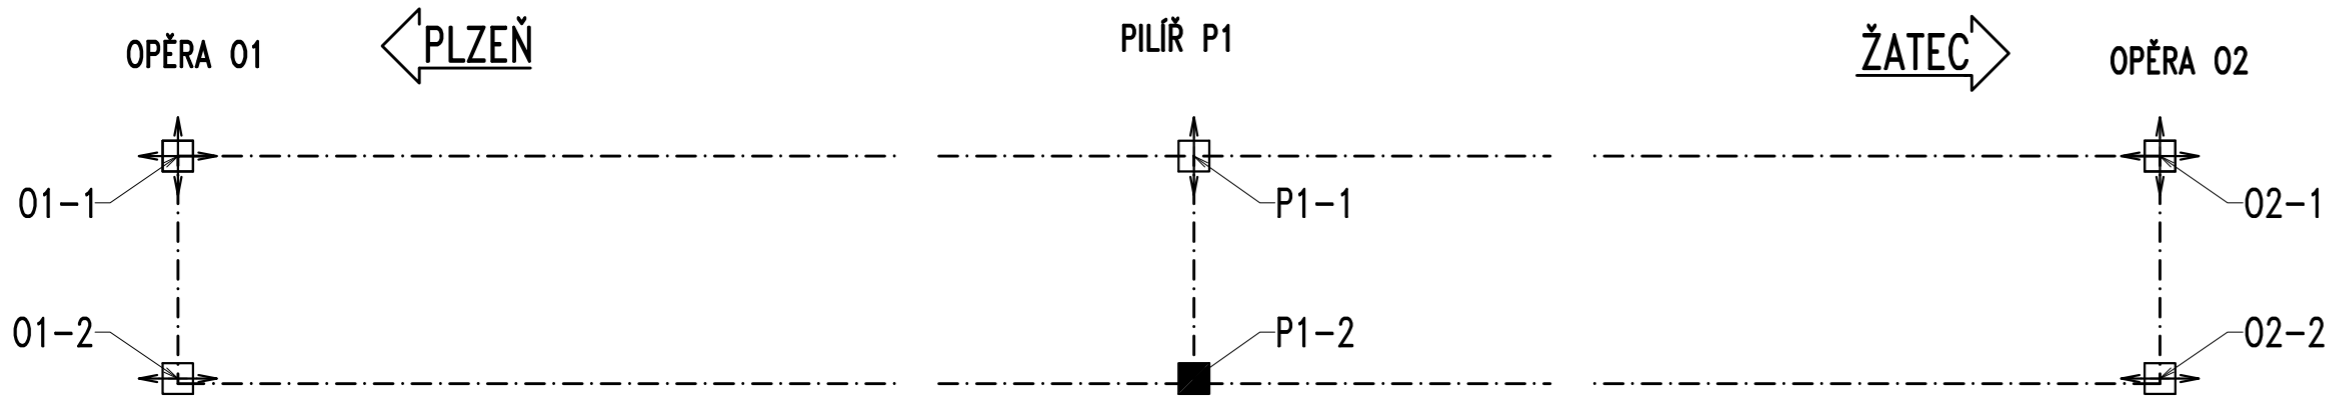 OPĚRA O1
PLZEŇ
PILÍŘ P1
ŽATEC
OPĚRA O2
O1-1
P1-1
O2-1
O1-2
P1-2
O2-2